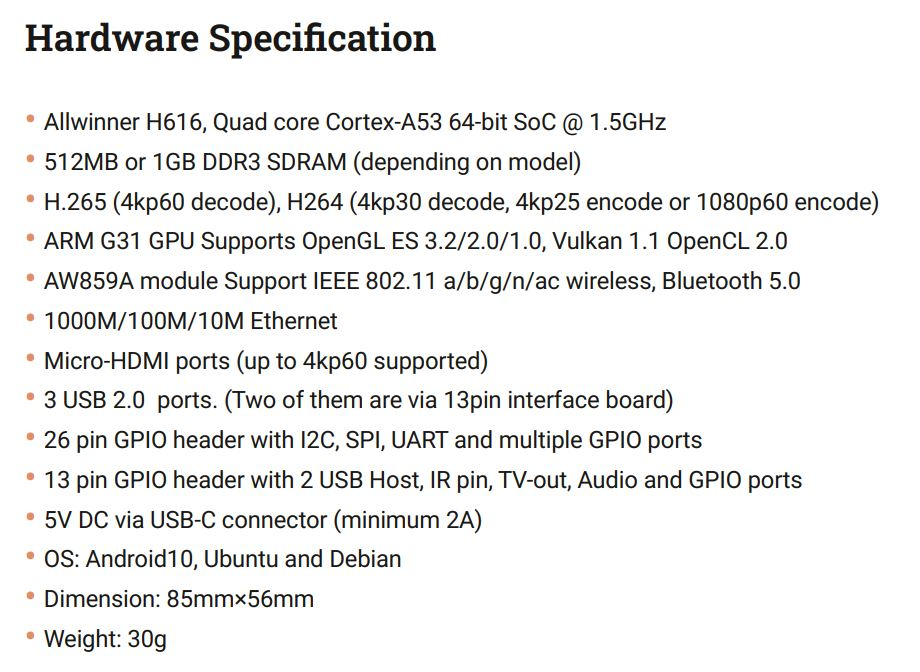 Hardware Specification
• Allwinner H616, Quad core Cortex-A53 64-bit SoC @ 1.5GHz
• 512MB or 1GB DDR3 SDRAM (depending on model)
• H.265 (4kp60 decode), H264 (4kp30 decode, 4kp25 encode or 1080p60 encode)
• ARM G31 GPU Supports OpenGL ES 3.2/2.0/1.0, Vulkan 1.1 OpenCL 2.0
• AW859A module Support IEEE 802.11 a/b/g/n/ac wireless, Bluetooth 5.0
• 1000M/100M/10M Ethernet
• Micro-HDMI ports (up to 4kp60 supported)
• 3 USB 2.0  ports. (Two of them are via 13pin interface board)
• 26 pin GPIO header with I2C, SPI, UART and multiple GPIO ports
• 13 pin GPIO header with 2 USB Host, IR pin, TV-out, Audio and GPIO ports
• 5V DC via USB-C connector (minimum 2A)
• OS: Android10, Ubuntu and Debian
• Dimension: 85mm×56mm
• Weight: 30g